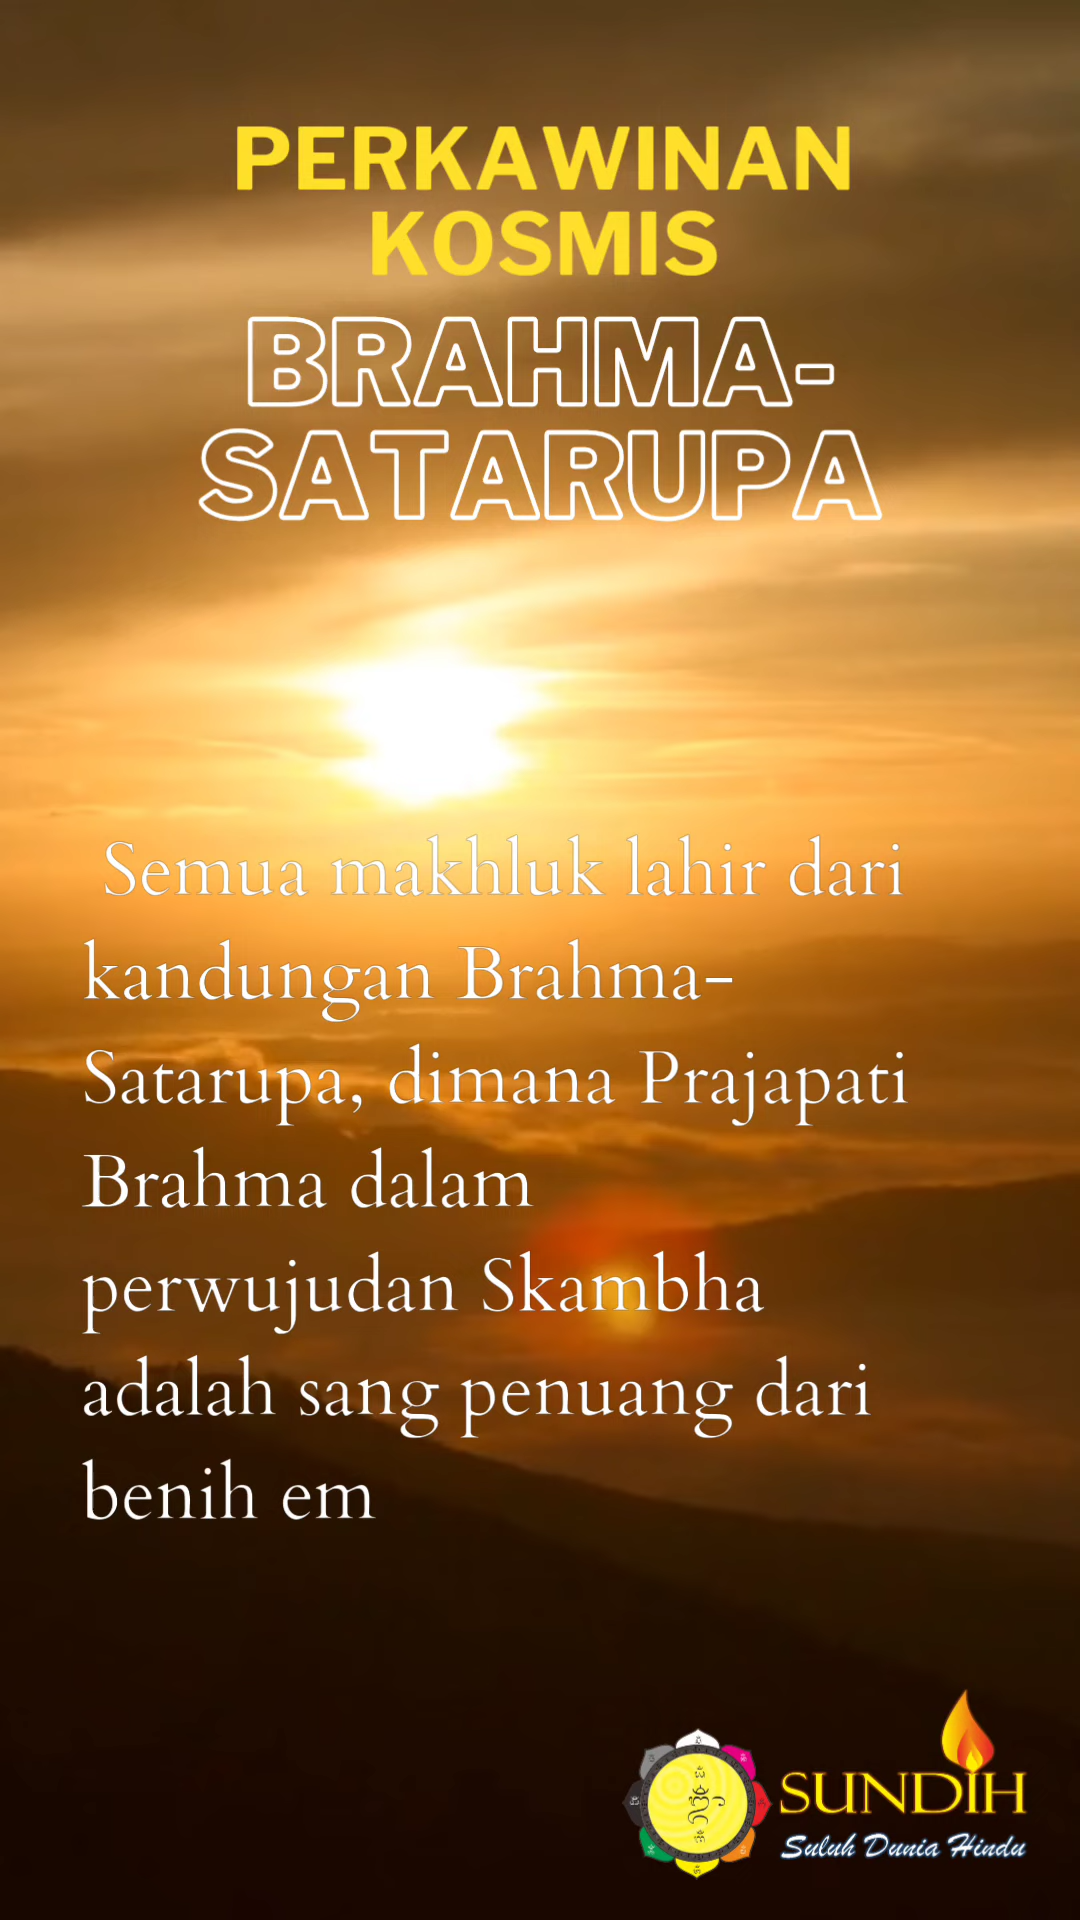 PERKAWINAN
KOSMIS
BRAHMA-
SATARUPA
Semua makhluk lahir dari
kandungan Brahma-
Satarupa, dimana Prajapati
Brahma dalam
perwujudan Skambha
adalah sang penuang dari
benih em
SUNDIH
Suluh Dunia Hindu